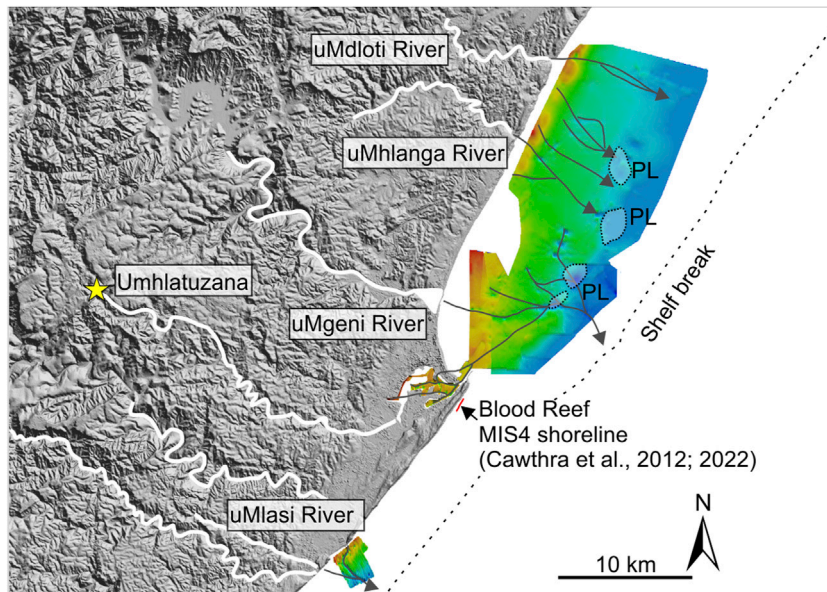 uMdloti River
uMhlanga River
PL
PL
Umhlatuzana
PL
uMgeni River
Shelf break
Blood Reef
MIS4 shoreline
(Cawthra et al., 2012; 2022)
uMlasi River
N
10 km